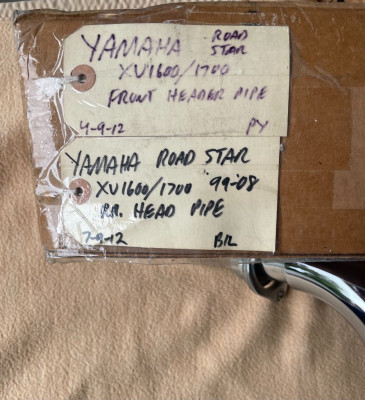 YAMAHA ROAD STAR
XV1600/1700
FRONT HEADER PIPE
4-9-12 PY
YAMAHA ROAD STAR
XV1600/1700 99-08
RR. HEAD PIPE
7-9-12 BIL